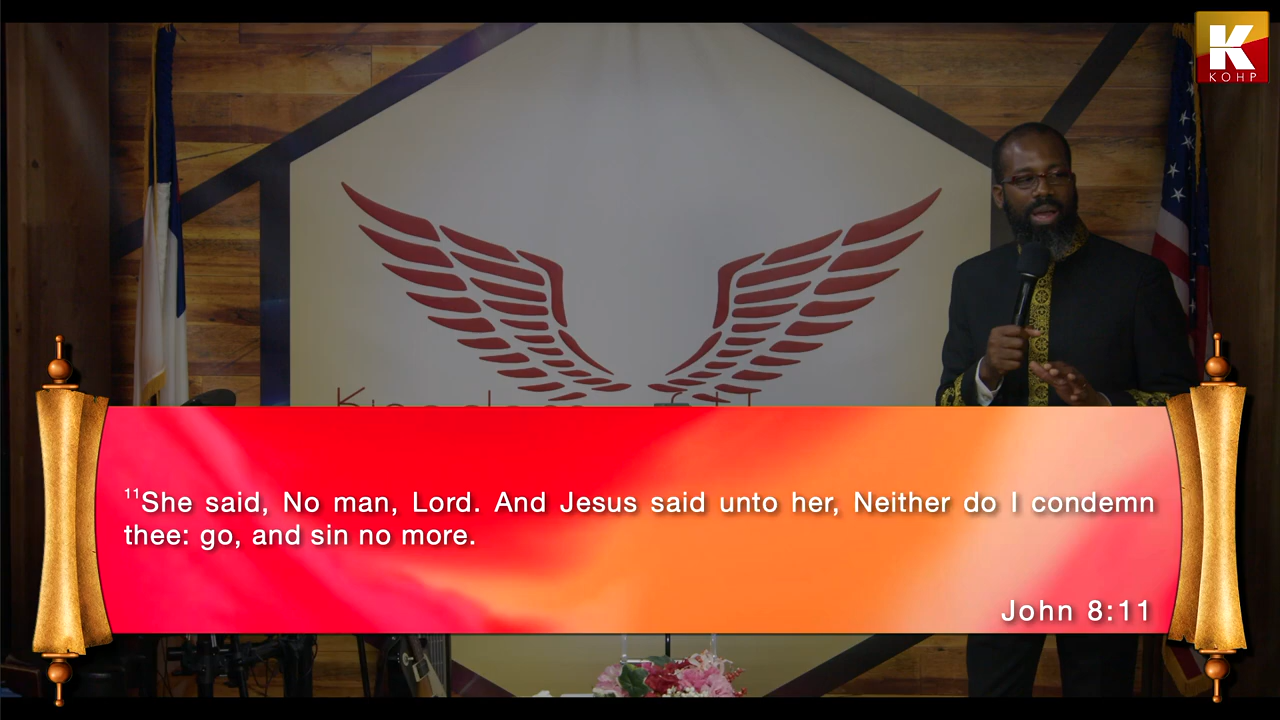 K
KOHP
¹¹She said, No man, Lord. And Jesus said unto her, Neither do I condemn
thee: go, and sin no more.
John 8:11